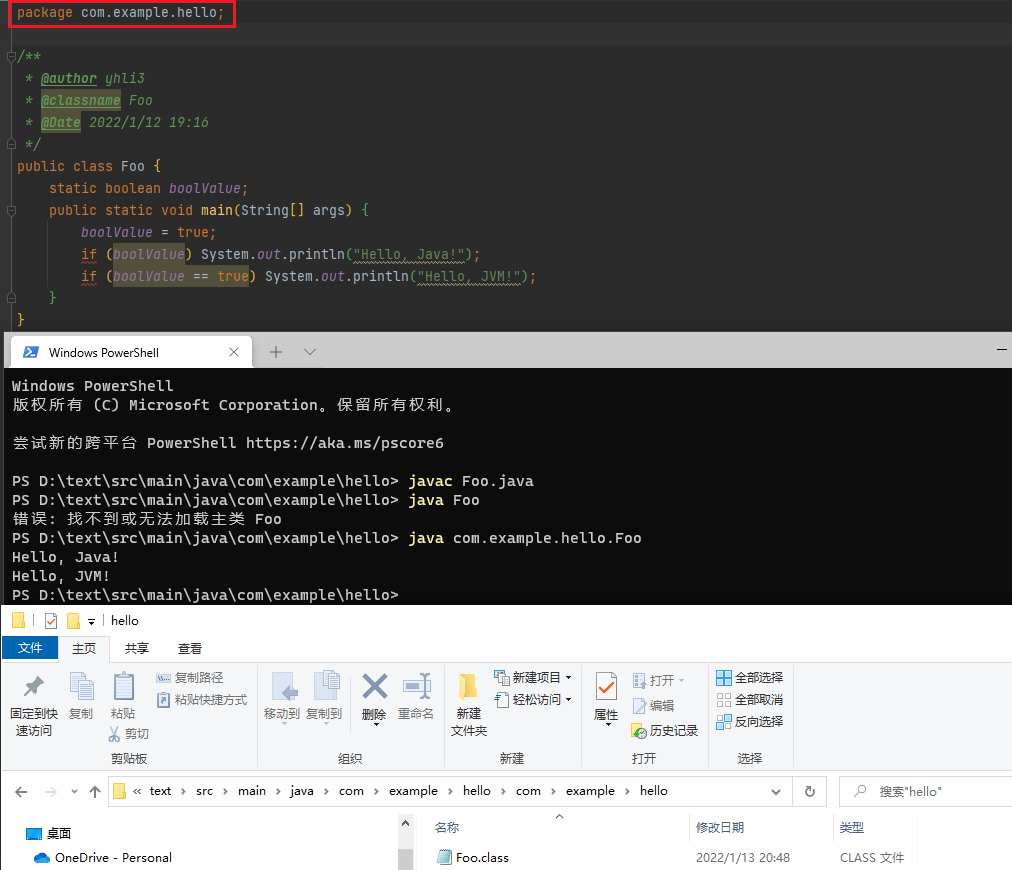 package com.example.hello;
/**
* @author yhli3
* @classname Foo
* @Date 2022/1/12 19:16
*/
public class Foo {
static boolean boolValue;
public static void main(String[] args) {
boolValue = true;
if (boolValue) System.out.println("Hello, Java!");
if (boolValue == true) System.out.println("Hello, JVM!");
}
}
Windows PowerShell
Windows PowerShell
版权所有 (C) Microsoft Corporation。保留所有权利。
尝试新的跨平台 PowerShell https://aka.ms/pscore6
PS D:\text\src\main\java\com\example\hello> javac Foo.java
PS D:\text\src\main\java\com\example\hello> java Foo
错误: 找不到或无法加载主类 Foo
PS D:\text\src\main\java\com\example\hello> java com.example.hello.Foo
Hello, Java!
Hello, JVM!
PS D:\text\src\main\java\com\example\hello>
hello
文件 主页 共享 查看
固定到快速访问
复制
粘贴
复制路径
粘贴快捷方式
剪切
剪贴板
移动到 复制到 删除 重命名
组织
新建文件夹
新建项目
轻松访问
新建
属性
打开
编辑
历史记录
打开
全部选择
全部取消
反向选择
选择
« text > src > main > java > com > example > hello > com > example > hello
搜索"hello"
桌面
OneDrive - Personal
名称 修改日期 类型
Foo.class 2022/1/13 20:48 CLASS 文件